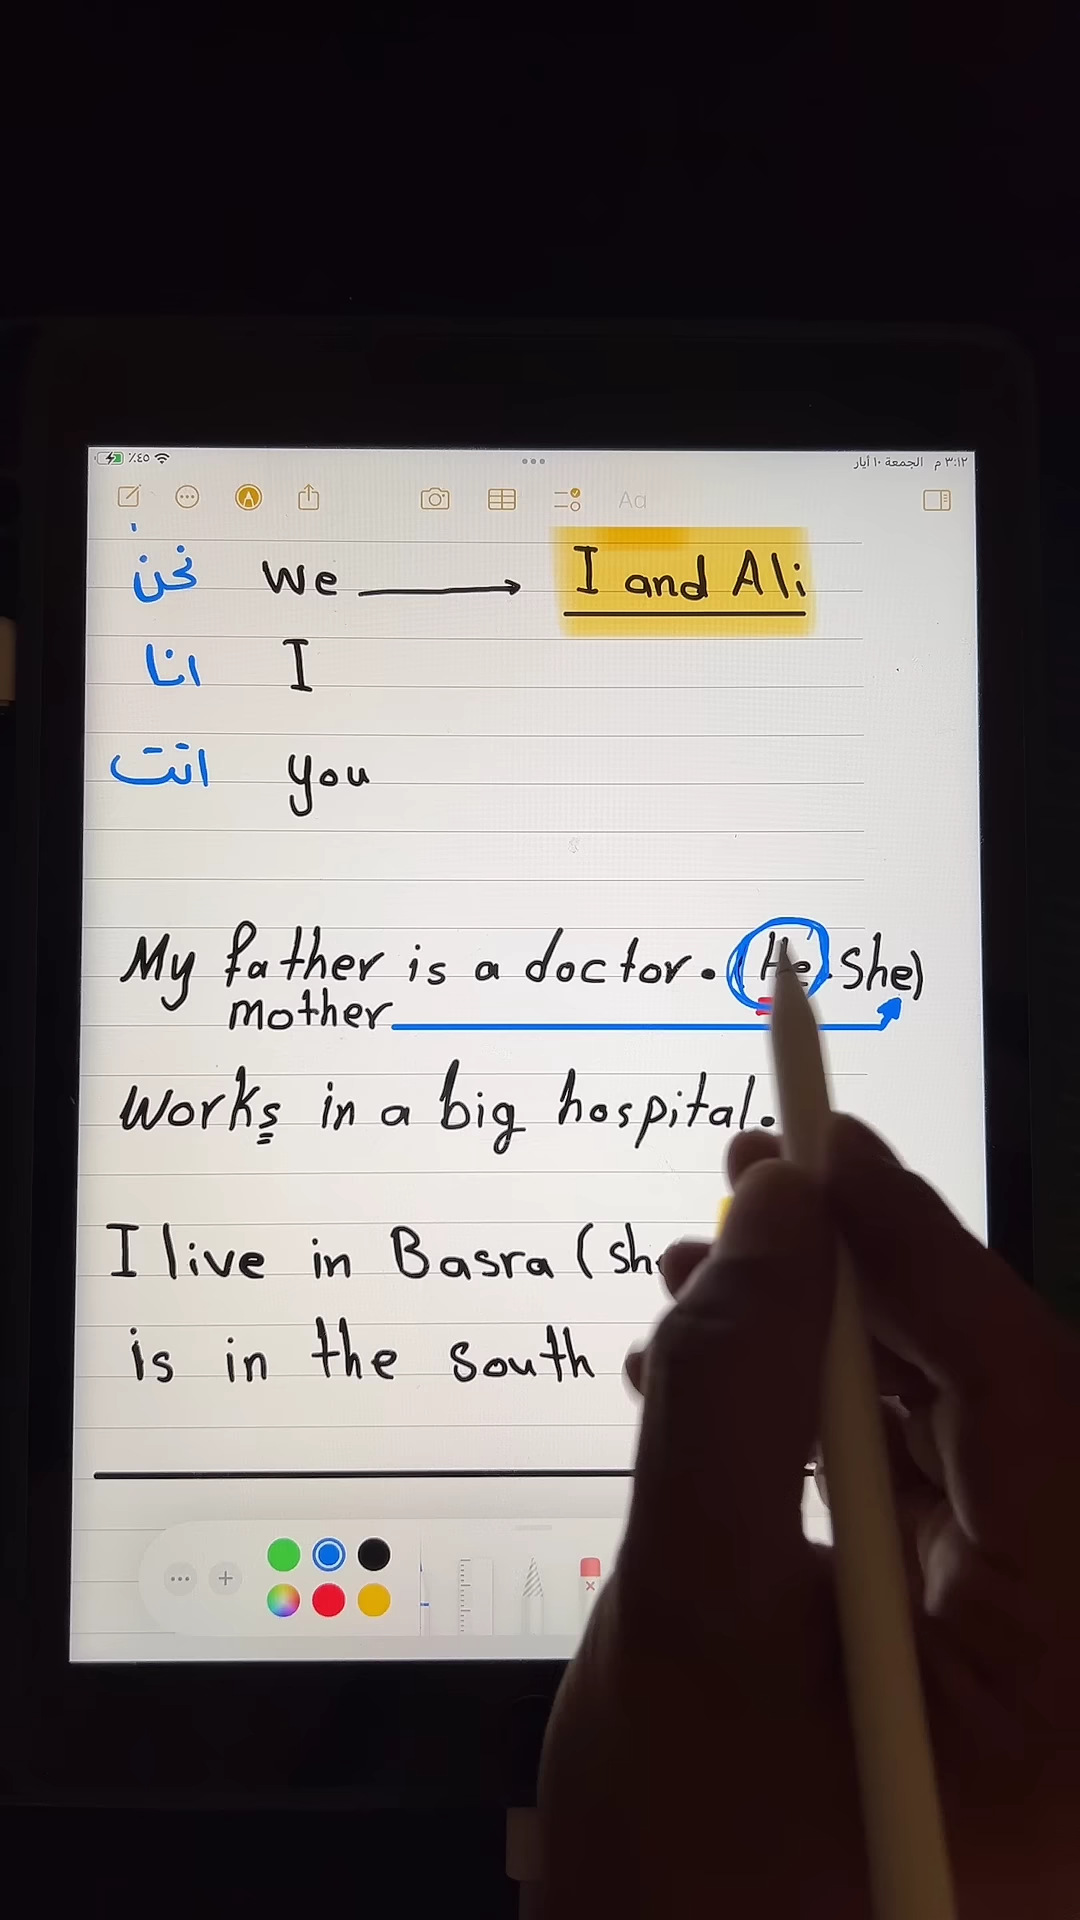 ٪٤٥
٣:١٢ م الجمعة ١٠ أيار
Aa
نحن we I and Ali
انا I
انت you
My father is a doctor. (He. She)
mother
works in a big hospital.
I live in Basra (
is in the south